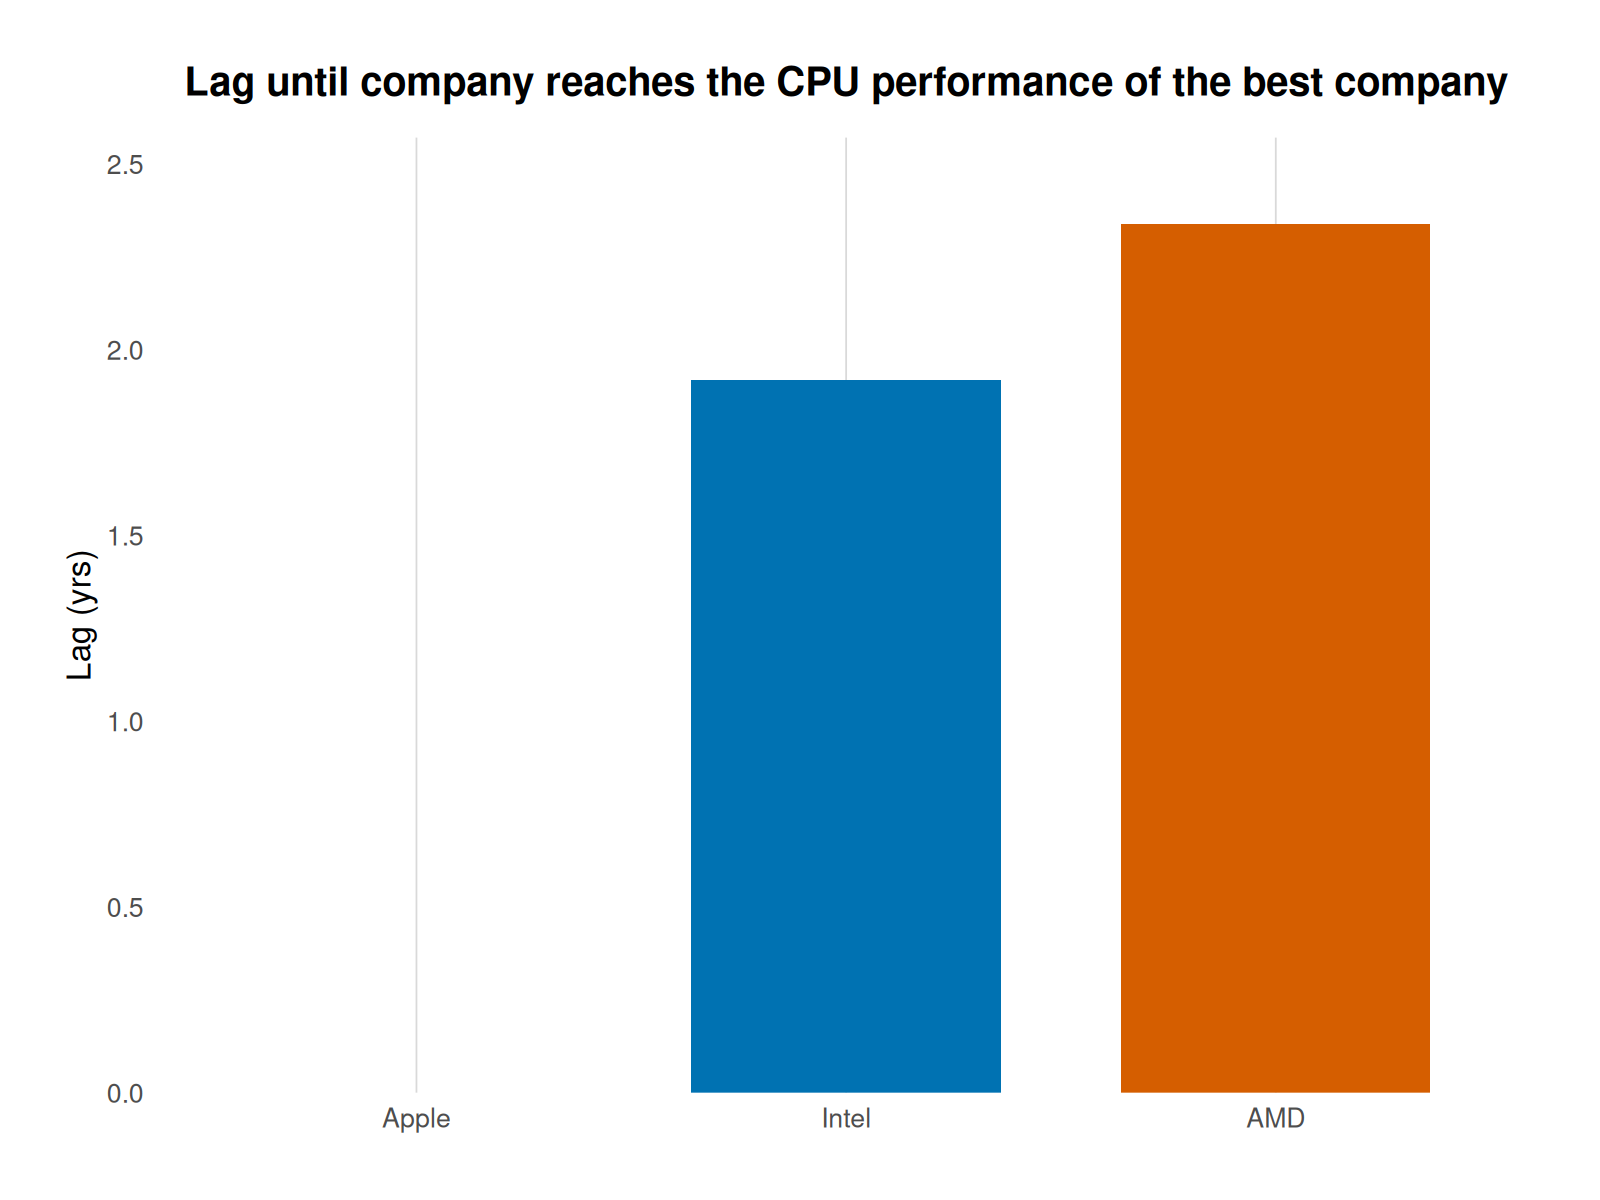 Lag until company reaches the CPU performance of the best company
2.5
2.0
1.5
1.0
0.5
0.0
Lag (yrs)
Apple Intel AMD